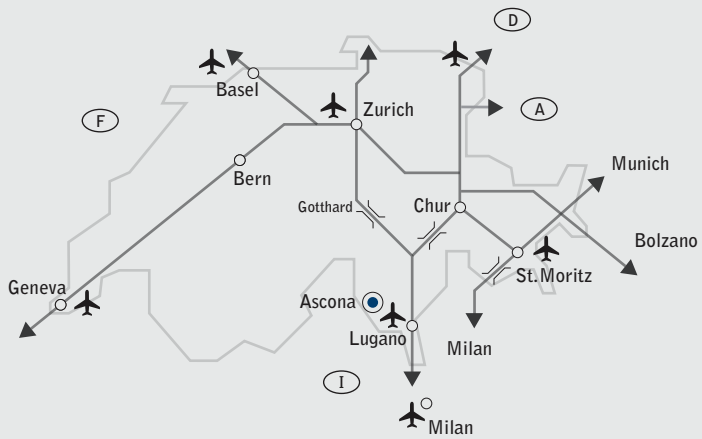 D
Basel
Zurich
A
F
Bern
Munich
Gotthard
Chur
Bolzano
St. Moritz
Geneva
Ascona
Lugano
Milan
I
Milan